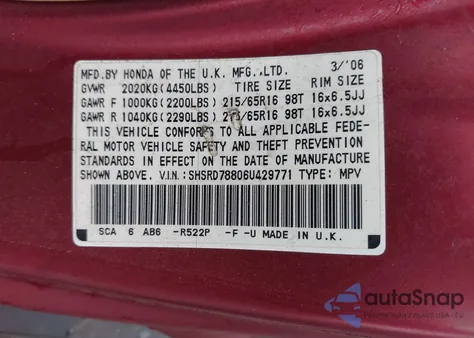 MFD.BY HONDA OF THE U.K. MFG.,LTD. 3/'06
GVWR 2020KG(4450LBS) TIRE SIZE RIM SIZE
GAWR F 1000KG(2200LBS) 215/65R16 98T 16x6.5JJ
GAWR R 1040KG(2290LBS) 215/65R16 98T 16x6.5JJ
THIS VEHICLE CONFORMS TO ALL APPLICABLE FEDE-
RAL MOTOR VEHICLE SAFETY AND THEFT PREVENTION
STANDARDS IN EFFECT ON THE DATE OF MANUFACTURE
SHOWN ABOVE. V.I.N.:SHSRD78806U429771 TYPE: MPV
SCA 6 AB6 -R522P -F -U MADE IN U.K.
autoSnap